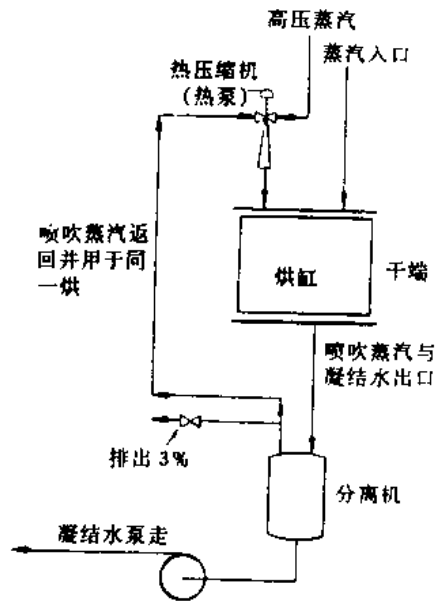 高压蒸汽
蒸汽入口
热压缩机
(热泵)
喷吹蒸汽返
回并用于同
一烘
烘缸
干端
喷吹蒸汽与
凝结水出口
排出3%
分离机
凝结水泵走